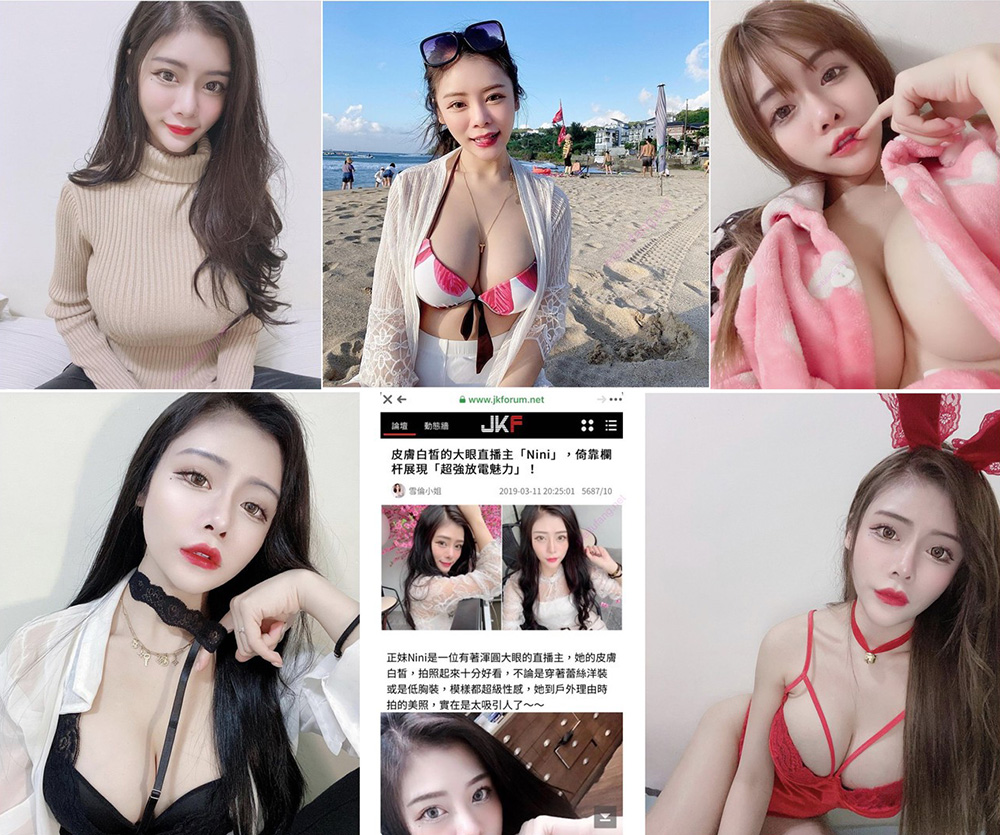 www.jkforum.net
論壇 動態牆 JKF
皮膚白皙的大眼直播主「Nini」，倚靠欄
杆展現「超強放電魅力」！
雪倫小姐 2019-03-11 20:25:01 5687/10
正妹Nini是一位有著渾圓大眼的直播主，她的皮膚
白皙，拍照起來十分好看，不論是穿著蕾絲洋裝
或是低胸裝，模樣都超級性感，她到戶外理由時
拍的美照，實在是太吸引人了～～